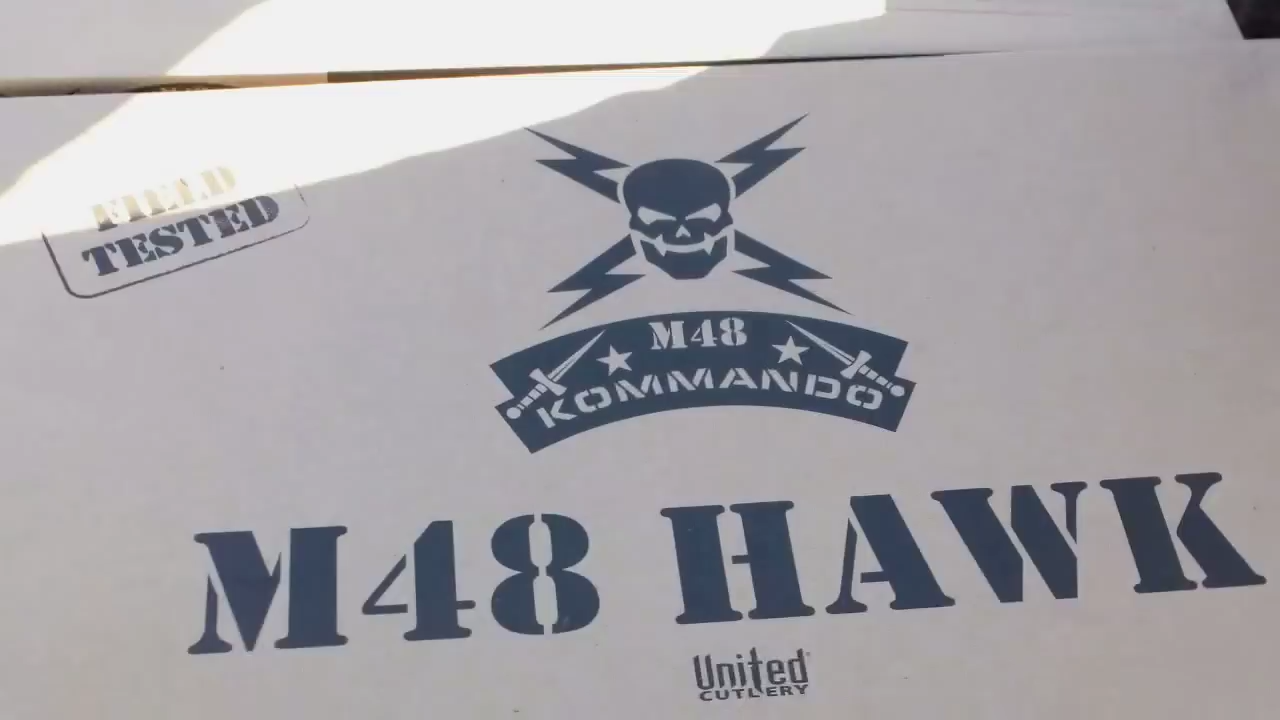 FIELD
TESTED
M48
KOMMANDO
M48 HAWK
United
CUTLERY